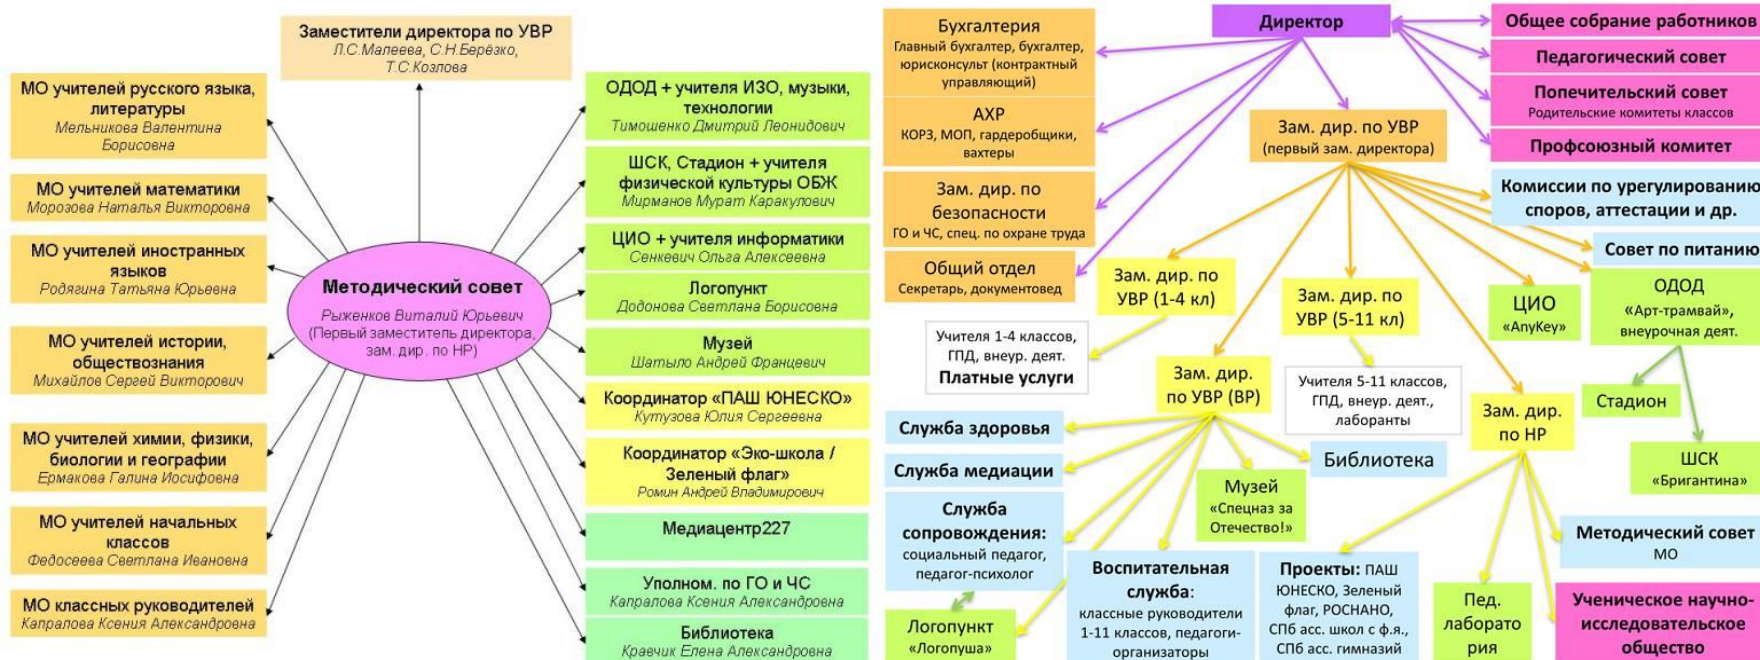 Заместители директора по УВР
Л.С.Малеева, С.Н.Берёзко,
Т.С.Козлова
МО учителей русского языка,
литературы
Мельникова Валентина
Борисовна
МО учителей математики
Морозова Наталья Викторовна
МО учителей иностранных
языков
Родягина Татьяна Юрьевна
МО учителей истории,
обществознания
Михайлов Сергей Викторович
МО учителей химии, физики,
биологии и географии
Ермакова Галина Иосифовна
МО учителей начальных
классов
Федосеева Светлана Ивановна
МО классных руководителей
Капралова Ксения Александровна
Методический совет
Рыженков Виталий Юрьевич
(Первый заместитель директора,
зам. дир. по НР)
ОДОД + учителя ИЗО, музыки,
технологии
Тимошенко Дмитрий Леонидович
ШСК, Стадион + учителя
физической культуры ОБЖ
Мирманов Мурат Каракулович
ЦИО + учителя информатики
Сенкевич Ольга Алексеевна
Логопункт
Додонова Светлана Борисовна
Музей
Шатыло Андрей Францевич
Координатор «ПАШ ЮНЕСКО»
Кутузова Юлия Сергеевна
Координатор «Эко-школа /
Зеленый флаг»
Ромин Андрей Владимирович
Медиацентр227
Уполном. по ГО и ЧС
Капралова Ксения Александровна
Библиотека
Кравчик Елена Александровна
Бухгалтерия
Главный бухгалтер, бухгалтер,
юрисконсульт (контрактный
управляющий)
АХР
КОРЗ, МОП, гардеробщики,
вахтеры
Зам. дир. по
безопасности
ГО и ЧС, спец. по охране труда
Общий отдел
Секретарь, документовед
Директор
Общее собрание работников
Педагогический совет
Попечительский совет
Родительские комитеты классов
Профсоюзный комитет
Зам. дир. по УВР
(первый зам. директора)
Комиссии по урегулированию
споров, аттестации и др.
Совет по питанию
Зам. дир. по
УВР (1-4 кл)
Зам. дир. по
УВР (5-11 кл)
ЦИО
«AnyKey»
ОДОД
«Арт-трамвай»,
внеурочная деят.
Учителя 1-4 классов,
ГПД, внеур. деят.
Платные услуги
Зам. дир.
по УВР (ВР)
Учителя 5-11 классов,
ГПД, внеур. деят.,
лаборанты
Зам. дир.
по НР
Стадион
ШСК
«Бригантина»
Служба здоровья
Служба медиации
Служба
сопровождения:
социальный педагог,
педагог-психолог
Логопункт
«Логопуша»
Воспитательная
служба:
классные руководители
1-11 классов, педагоги-
организаторы
Музей
«Спецназ за
Отечество!»
Библиотека
Проекты: ПАШ
ЮНЕСКО, Зеленый
флаг, РОСНАНО,
СПб асс. школ с ф.я.,
СПб асс. гимназий
Пед.
лаборато
рия
Методический совет
МО
Ученическое научно-
исследовательское
общество